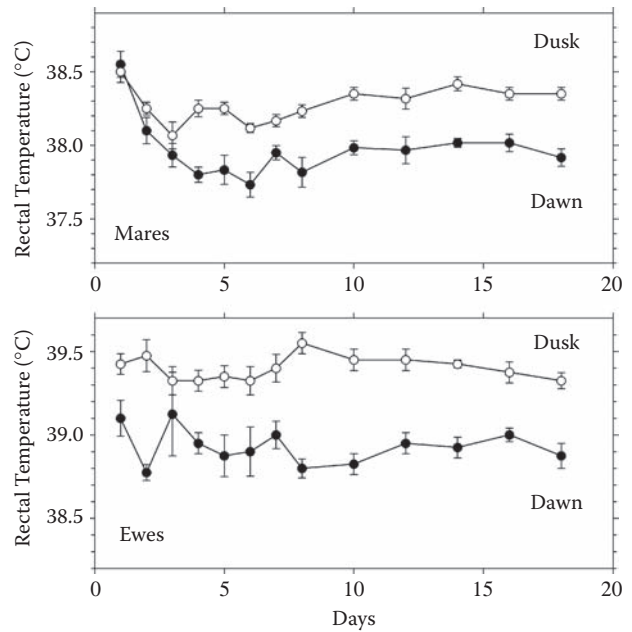 Rectal Temperature (°C)
38.5
38.0
37.5
Dusk
Dawn
Mares
0
5
10
15
20
Rectal Temperature (°C)
39.5
39.0
38.5
Dusk
Dawn
Ewes
0
5
10
15
20
Days